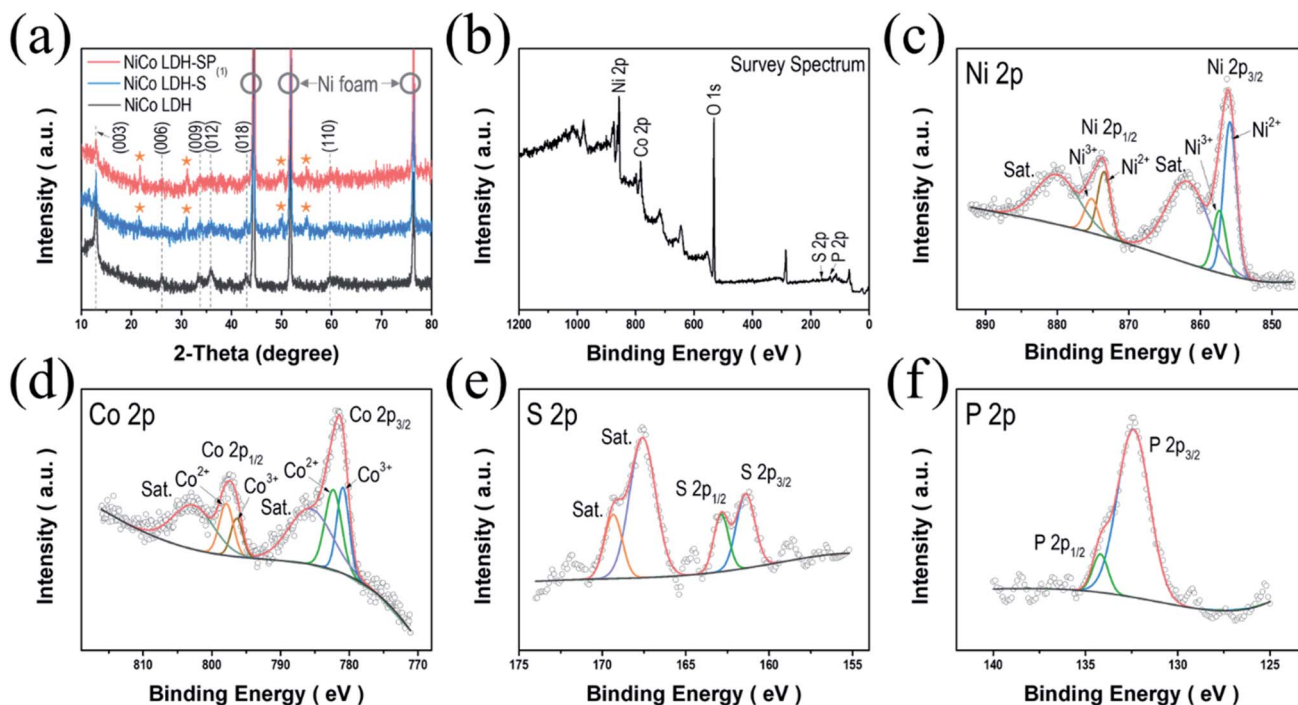 (a)
Intensity ( a.u. )
NiCo LDH-SP
(1)
NiCo LDH-S
NiCo LDH
Ni foam
(003)
(006)
(009)
(012)
(018)
(110)
10 20 30 40 50 60 70 80
2-Theta (degree)
(b)
Intensity ( a.u. )
Survey Spectrum
Ni 2p
Co 2p
O 1s
S 2p
P 2p
1200 1000 800 600 400 200 0
Binding Energy ( eV )
(c)
Intensity ( a.u. )
Ni 2p
Ni 2p3/2
Ni 2p1/2
Ni3+
Ni2+
Sat.
Ni3+
Ni2+
Sat.
890 880 870 860 850
Binding Energy ( eV )
(d)
Intensity ( a.u. )
Co 2p
Co 2p3/2
Co 2p1/2
Co2+
Co3+
Co2+
Co3+
Sat.
Sat.
810 800 790 780 770
Binding Energy ( eV )
(e)
Intensity ( a.u. )
S 2p
Sat.
Sat.
S 2p1/2
S 2p3/2
175 170 165 160 155
Binding Energy ( eV )
(f)
Intensity ( a.u. )
P 2p
P 2p3/2
P 2p1/2
140 135 130 125
Binding Energy ( eV )